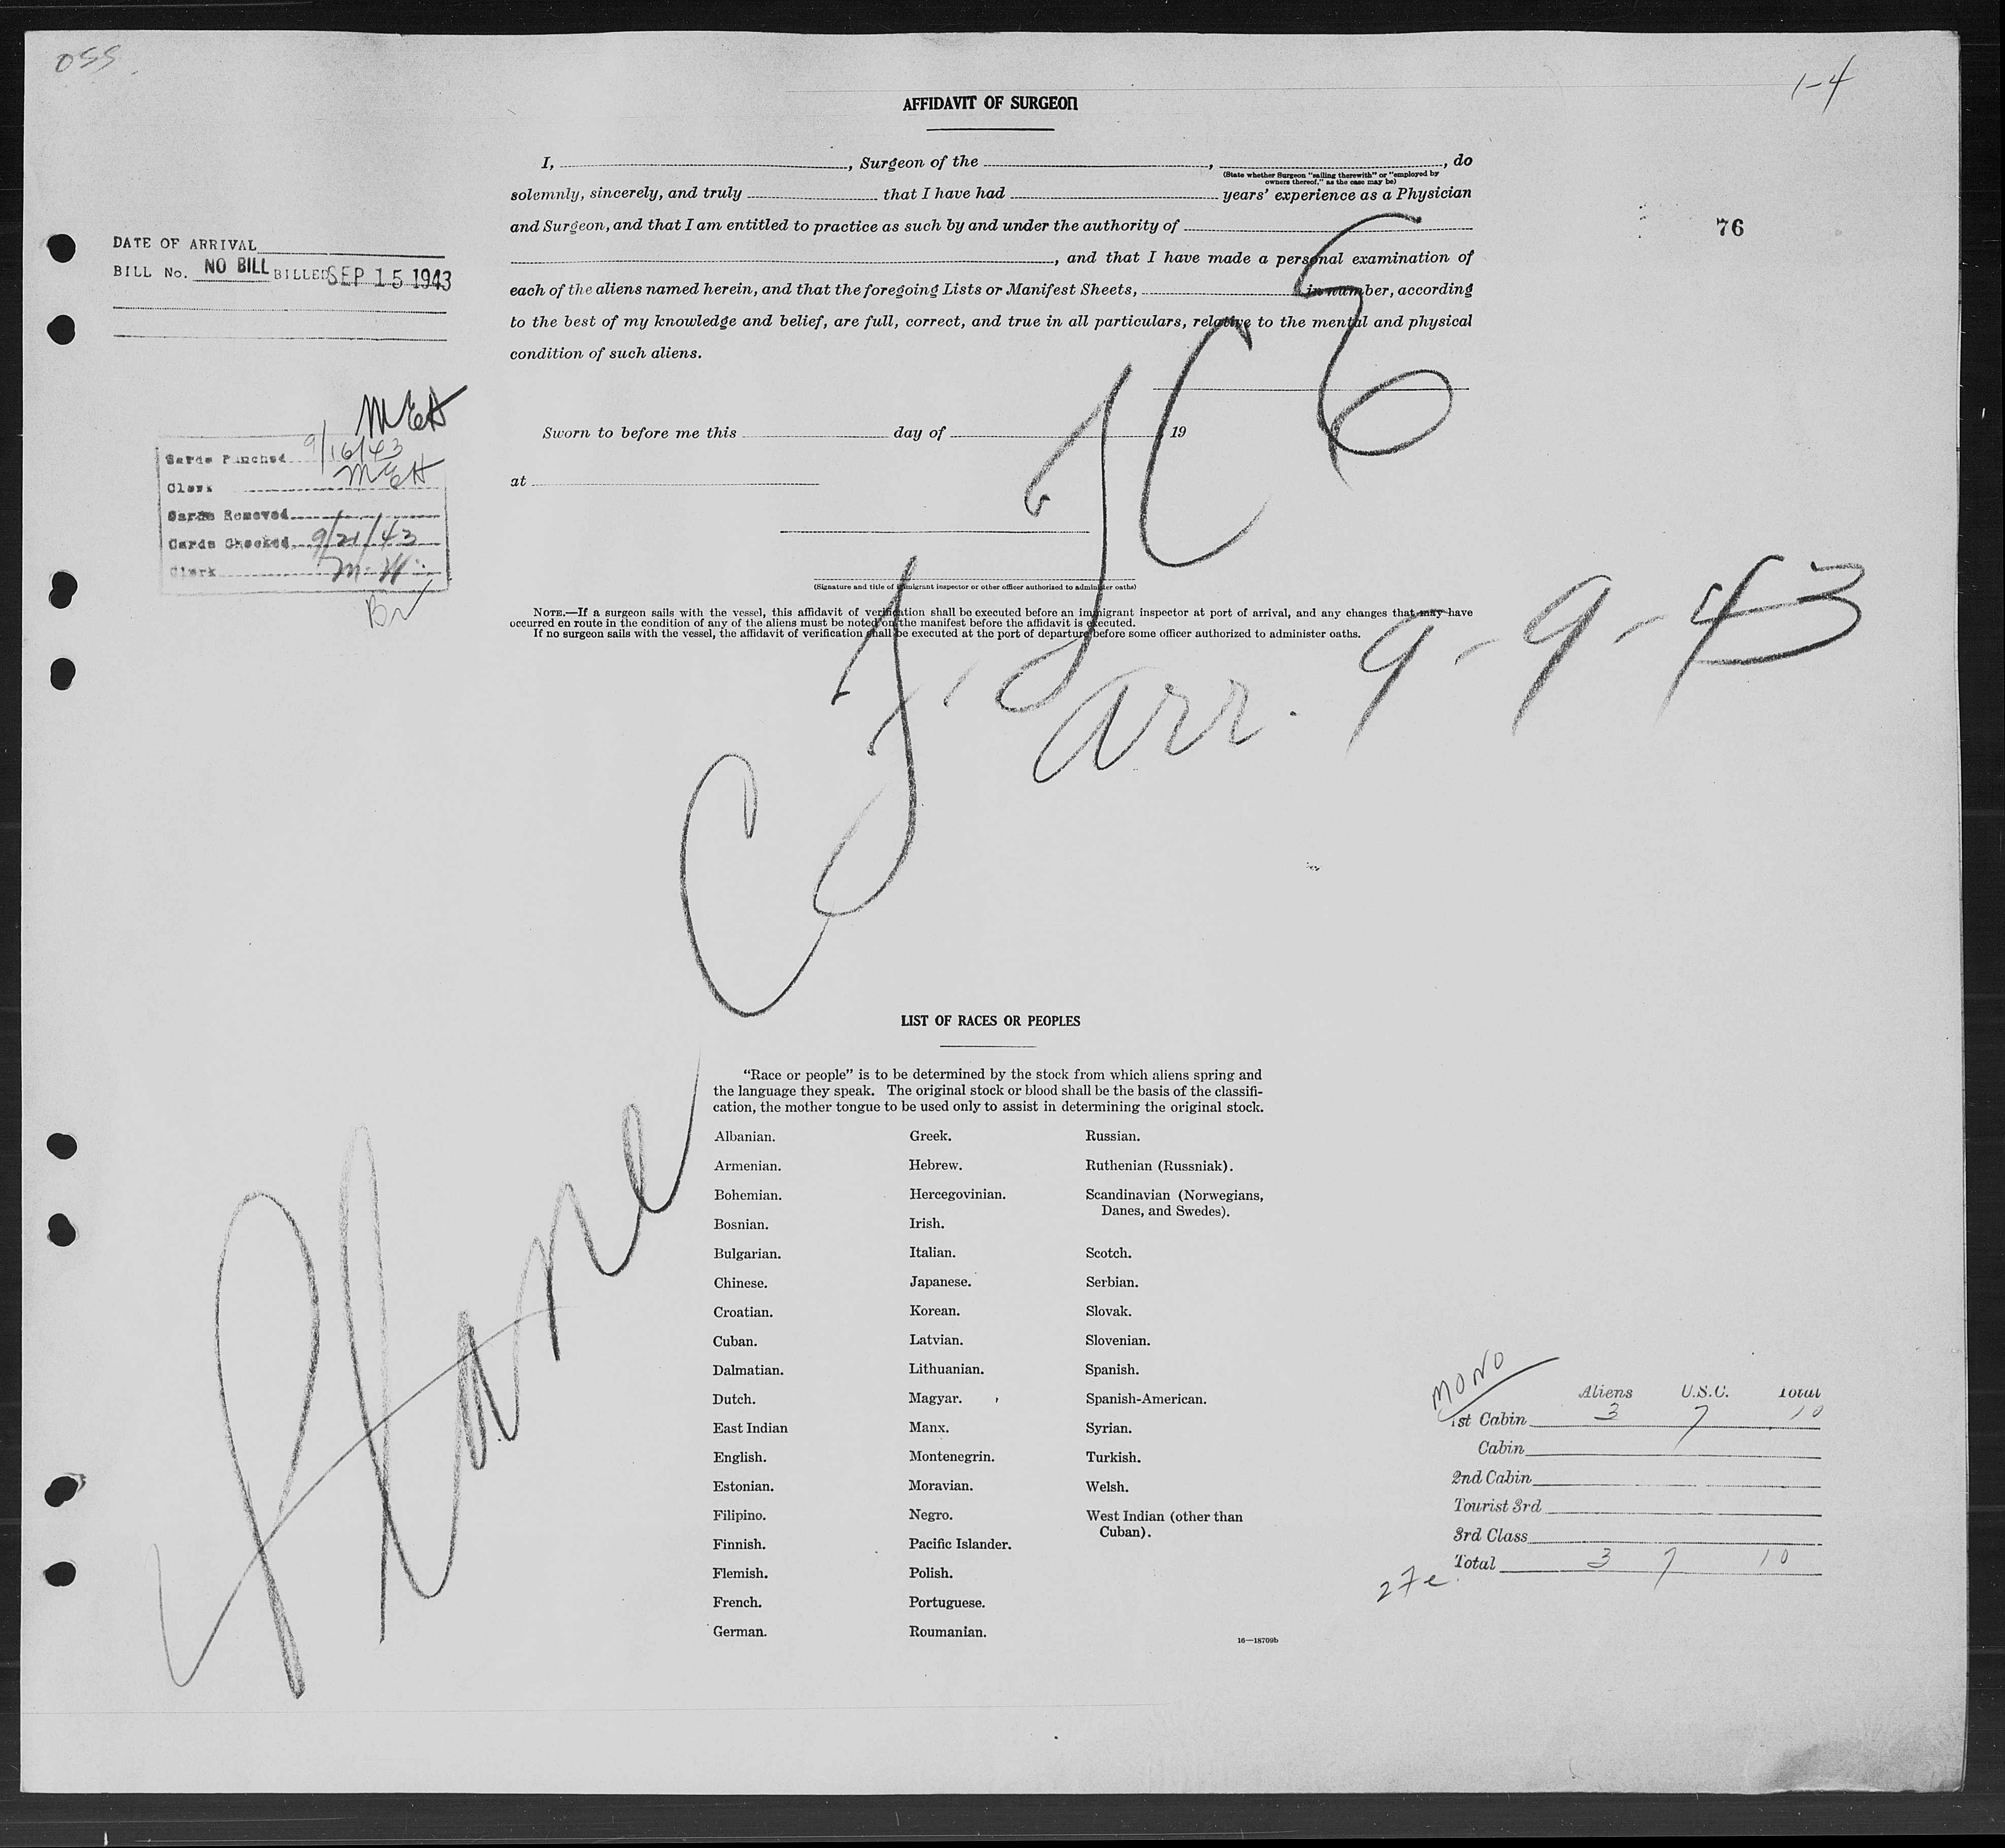 OSS.
1-4
AFFIDAVIT OF SURGEON
I, , Surgeon of the , , do
(State whether Surgeon "sailing therewith" or "employed by
owners thereof," as the case may be)
solemnly, sincerely, and truly that I have had years' experience as a Physician
and Surgeon, and that I am entitled to practice as such by and under the authority of
, and that I have made a personal examination of
each of the aliens named herein, and that the foregoing Lists or Manifest Sheets, in number, according
to the best of my knowledge and belief, are full, correct, and true in all particulars, relative to the mental and physical
condition of such aliens.
76
DATE OF ARRIVAL
BILL No. NO BILL BILLED SEP 15 1943
MEH
Cards Punched 9/16/43
Clerk MEH
Cards Removed
Cards Checked 9/21/43
Clerk M.H.
Sworn to before me this day of 19
at
(Signature and title of immigrant inspector or other officer authorized to administer oaths)
NOTE.—If a surgeon sails with the vessel, this affidavit of verification shall be executed before an immigrant inspector at port of arrival, and any changes that may have
occurred en route in the condition of any of the aliens must be noted on the manifest before the affidavit is executed.
If no surgeon sails with the vessel, the affidavit of verification shall be executed at the port of departure before some officer authorized to administer oaths.
Plane
arr. 9-9-43
LIST OF RACES OR PEOPLES
"Race or people" is to be determined by the stock from which aliens spring and
the language they speak. The original stock or blood shall be the basis of the classifi-
cation, the mother tongue to be used only to assist in determining the original stock.
Albanian.
Armenian.
Bohemian.
Bosnian.
Bulgarian.
Chinese.
Croatian.
Cuban.
Dalmatian.
Dutch.
East Indian
English.
Estonian.
Filipino.
Finnish.
Flemish.
French.
German.
Greek.
Hebrew.
Hercegovinian.
Irish.
Italian.
Japanese.
Korean.
Latvian.
Lithuanian.
Magyar.
Manx.
Montenegrin.
Moravian.
Negro.
Pacific Islander.
Polish.
Portuguese.
Roumanian.
Russian.
Ruthenian (Russniak).
Scandinavian (Norwegians,
Danes, and Swedes).
Scotch.
Serbian.
Slovak.
Slovenian.
Spanish.
Spanish-American.
Syrian.
Turkish.
Welsh.
West Indian (other than
Cuban).
16—18709b
MONO
Aliens U.S.C. Total
1st Cabin 3 7 10
Cabin
2nd Cabin
Tourist 3rd
3rd Class
Total 3 7 10
27e